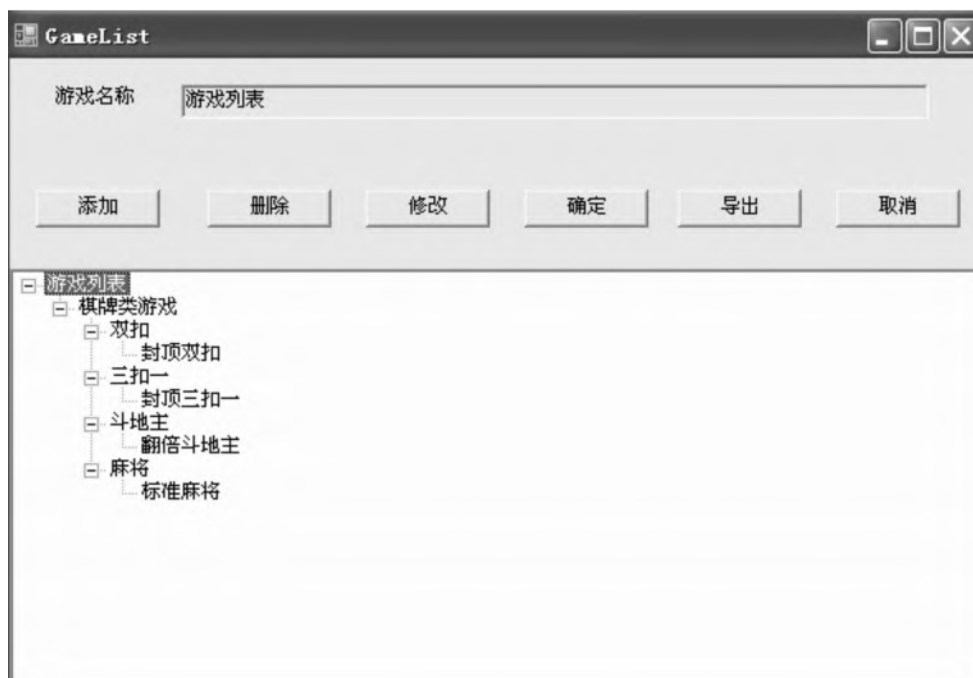 GameList
游戏名称 游戏列表
添加 删除 修改 确定 导出 取消
游戏列表
棋牌类游戏
双扣
封顶双扣
三扣一
封顶三扣一
斗地主
翻倍斗地主
麻将
标准麻将